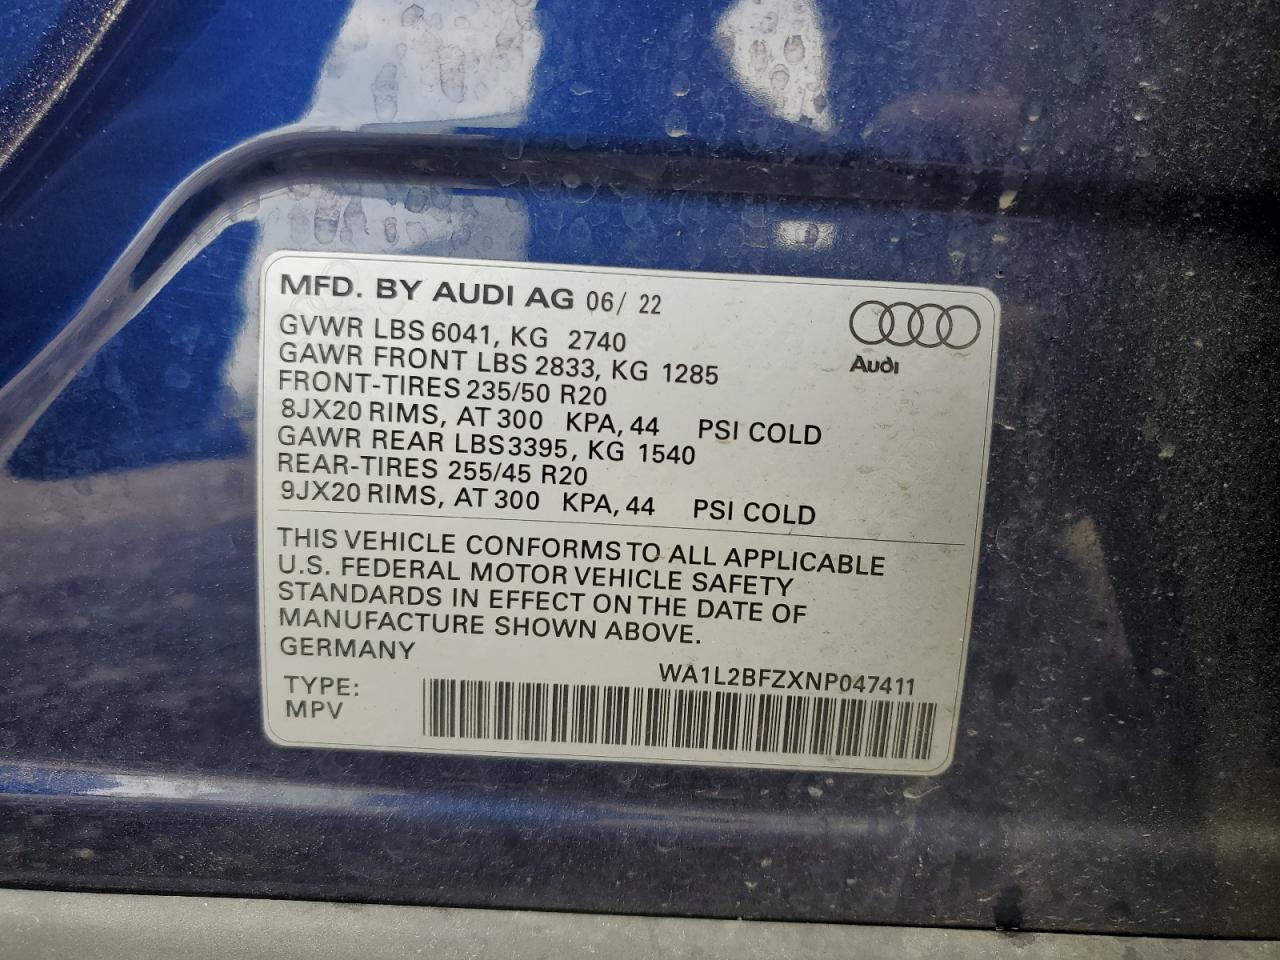 MFD. BY AUDI AG 06/ 22
Audi
GVWR LBS 6041, KG 2740
GAWR FRONT LBS 2833, KG 1285
FRONT-TIRES 235/50 R20
8JX20 RIMS, AT 300 KPA, 44 PSI COLD
GAWR REAR LBS3395, KG 1540
REAR-TIRES 255/45 R20
9JX20 RIMS, AT 300 KPA, 44 PSI COLD
THIS VEHICLE CONFORMS TO ALL APPLICABLE
U.S. FEDERAL MOTOR VEHICLE SAFETY
STANDARDS IN EFFECT ON THE DATE OF
MANUFACTURE SHOWN ABOVE.
GERMANY
WA1L2BFZXNP047411
TYPE:
MPV